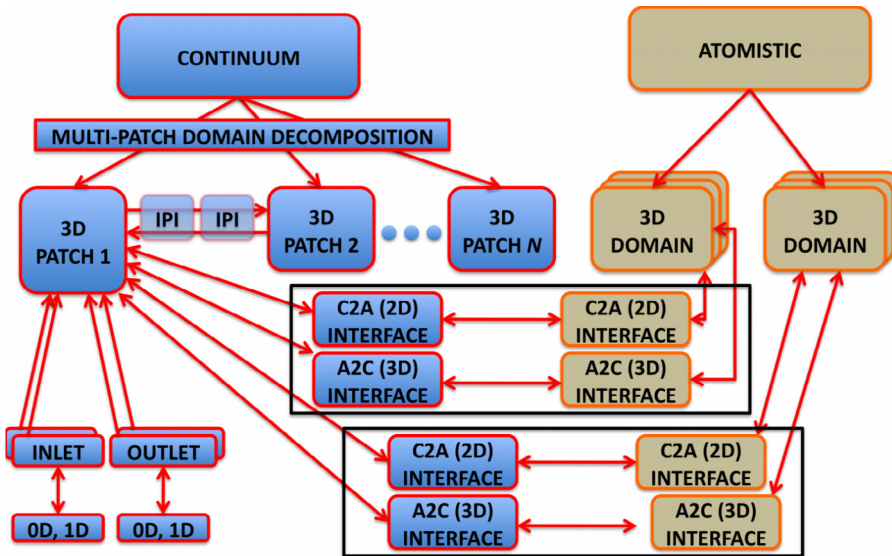 CONTINUUM
ATOMISTIC
MULTI-PATCH DOMAIN DECOMPOSITION
3D
PATCH 1
IPI
IPI
3D
PATCH 2
3D
PATCH N
3D
DOMAIN
3D
DOMAIN
C2A (2D)
INTERFACE
C2A (2D)
INTERFACE
A2C (3D)
INTERFACE
A2C (3D)
INTERFACE
INLET
OUTLET
C2A (2D)
INTERFACE
C2A (2D)
INTERFACE
0D, 1D
0D, 1D
A2C (3D)
INTERFACE
A2C (3D)
INTERFACE